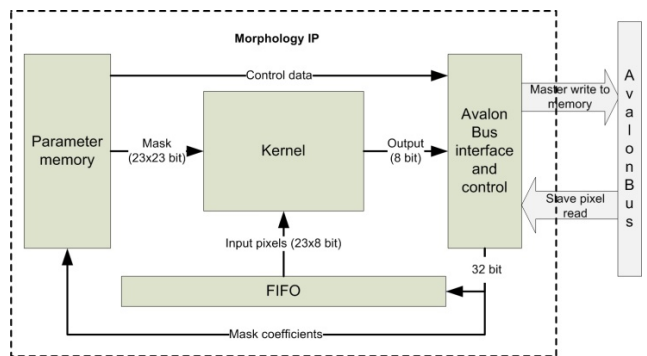 Morphology IP
Control data
Parameter
memory
Mask
(23x23 bit)
Kernel
Output
(8 bit)
Avalon
Bus
interface
and
control
Master write to
memory
Slave pixel
read
AvalonBus
Input pixels (23x8 bit)
32 bit
FIFO
Mask coefficients